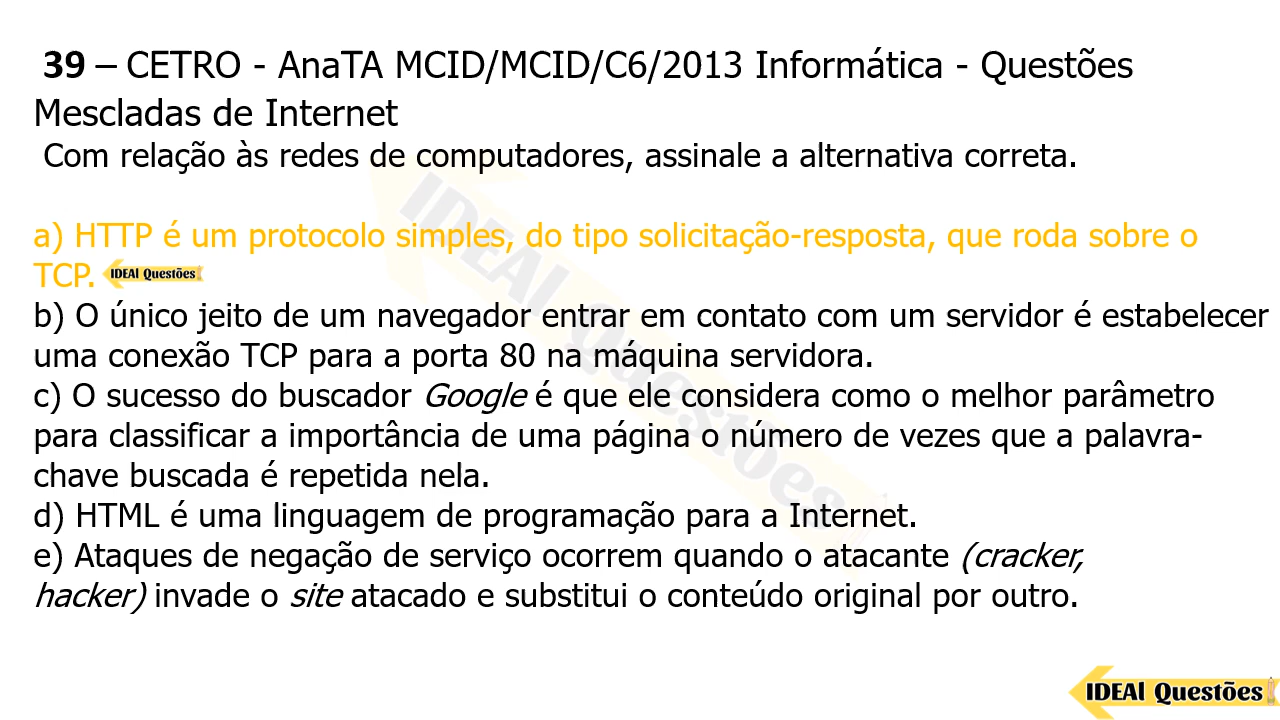 39 – CETRO - AnaTA MCID/MCID/C6/2013 Informática - Questões
Mescladas de Internet
Com relação às redes de computadores, assinale a alternativa correta.
a) HTTP é um protocolo simples, do tipo solicitação-resposta, que roda sobre o
TCP. IDEAl Questões
b) O único jeito de um navegador entrar em contato com um servidor é estabelecer
uma conexão TCP para a porta 80 na máquina servidora.
c) O sucesso do buscador Google é que ele considera como o melhor parâmetro
para classificar a importância de uma página o número de vezes que a palavra-
chave buscada é repetida nela.
d) HTML é uma linguagem de programação para a Internet.
e) Ataques de negação de serviço ocorrem quando o atacante (cracker,
hacker) invade o site atacado e substitui o conteúdo original por outro.
IDEAl Questões
IDEAl Questões